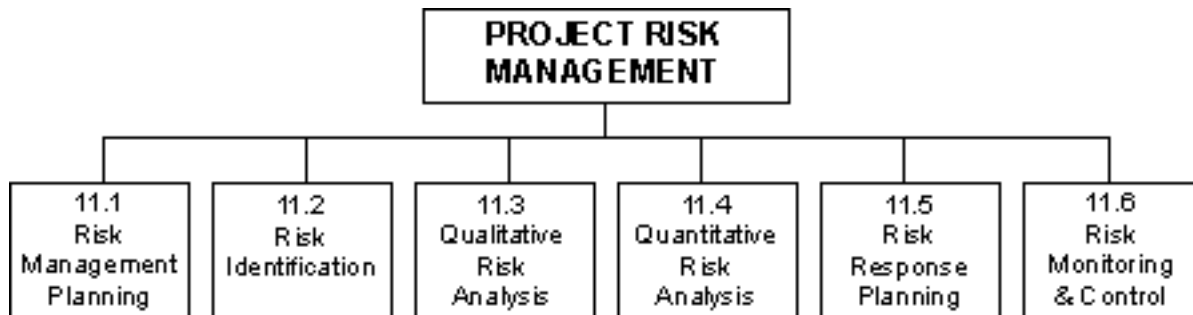 PROJECT RISK
MANAGEMENT
11.1
Risk
Management
Planning
11.2
Risk
Identification
11.3
Qualitative
Risk
Analysis
11.4
Quantitative
Risk
Analysis
11.5
Risk
Response
Planning
11.6
Risk
Monitoring
& Control